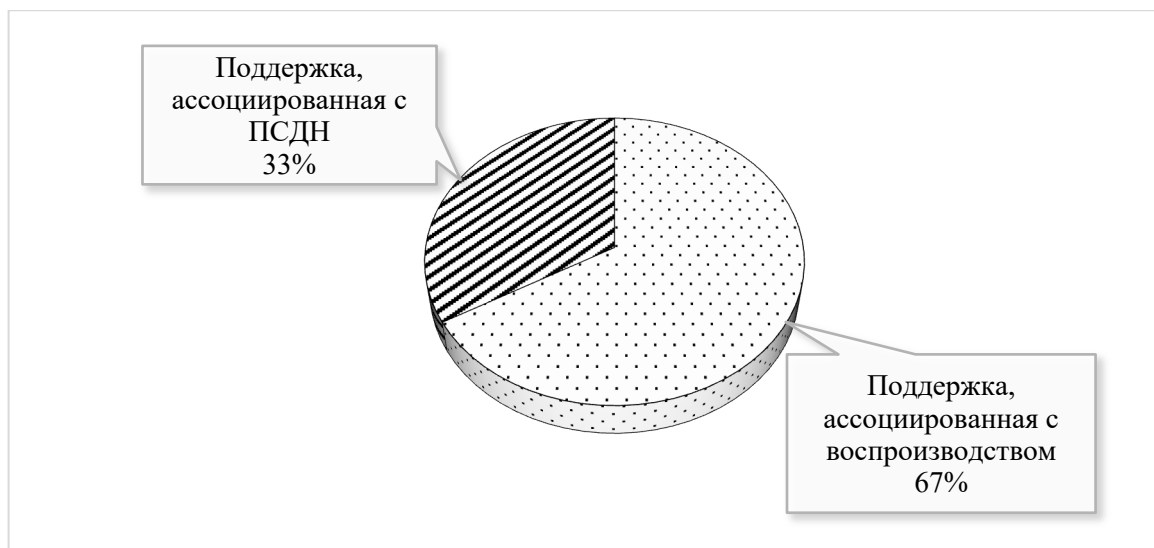 Поддержка,
ассоциированная с
ПСДН
33%
Поддержка,
ассоциированная с
воспроизводством
67%